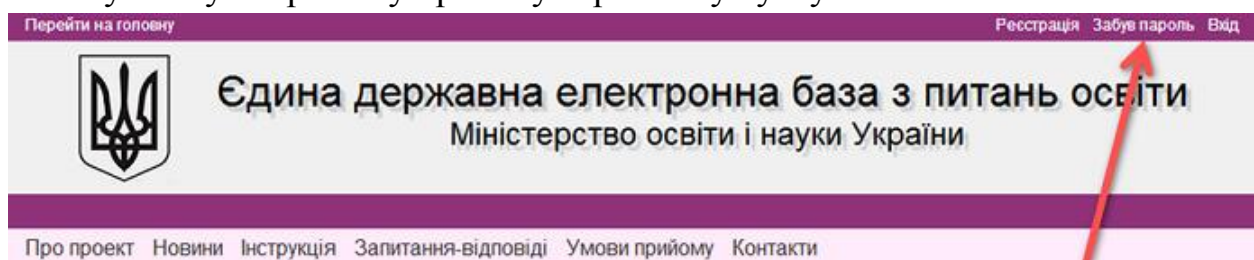 Перейти на головну Реєстрація Забув пароль Вхід
Єдина державна електронна база з питань освіти
Міністерство освіти і науки України
Про проект Новини Інструкція Запитання-відповіді Умови прийому Контакти